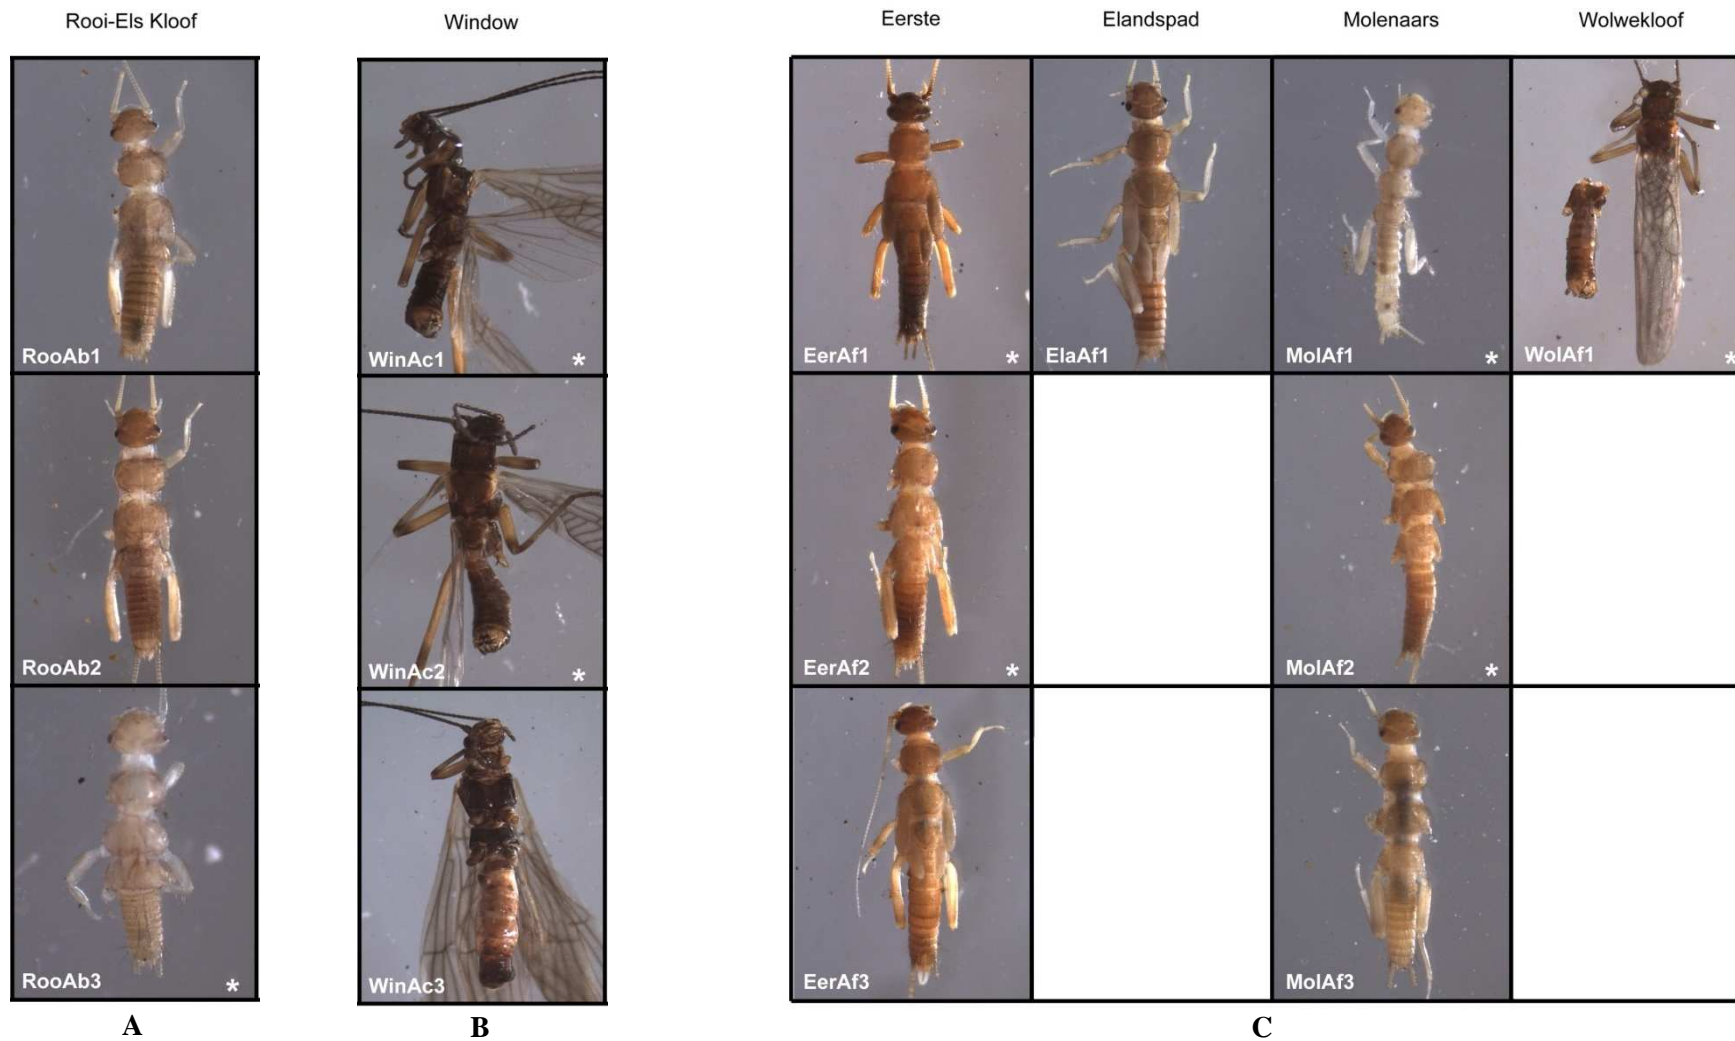 Rooi-Els Kloof
Window
Eerste
Elandspad
Molenaars
Wolwekloof
RooAb1
WinAc1 *
EerAf1 *
ElaAf1
MolAf1 *
WolAf1 *
RooAb2
WinAc2 *
EerAf2 *
MolAf2 *
RooAb3 *
WinAc3
EerAf3
MolAf3
A
B
C